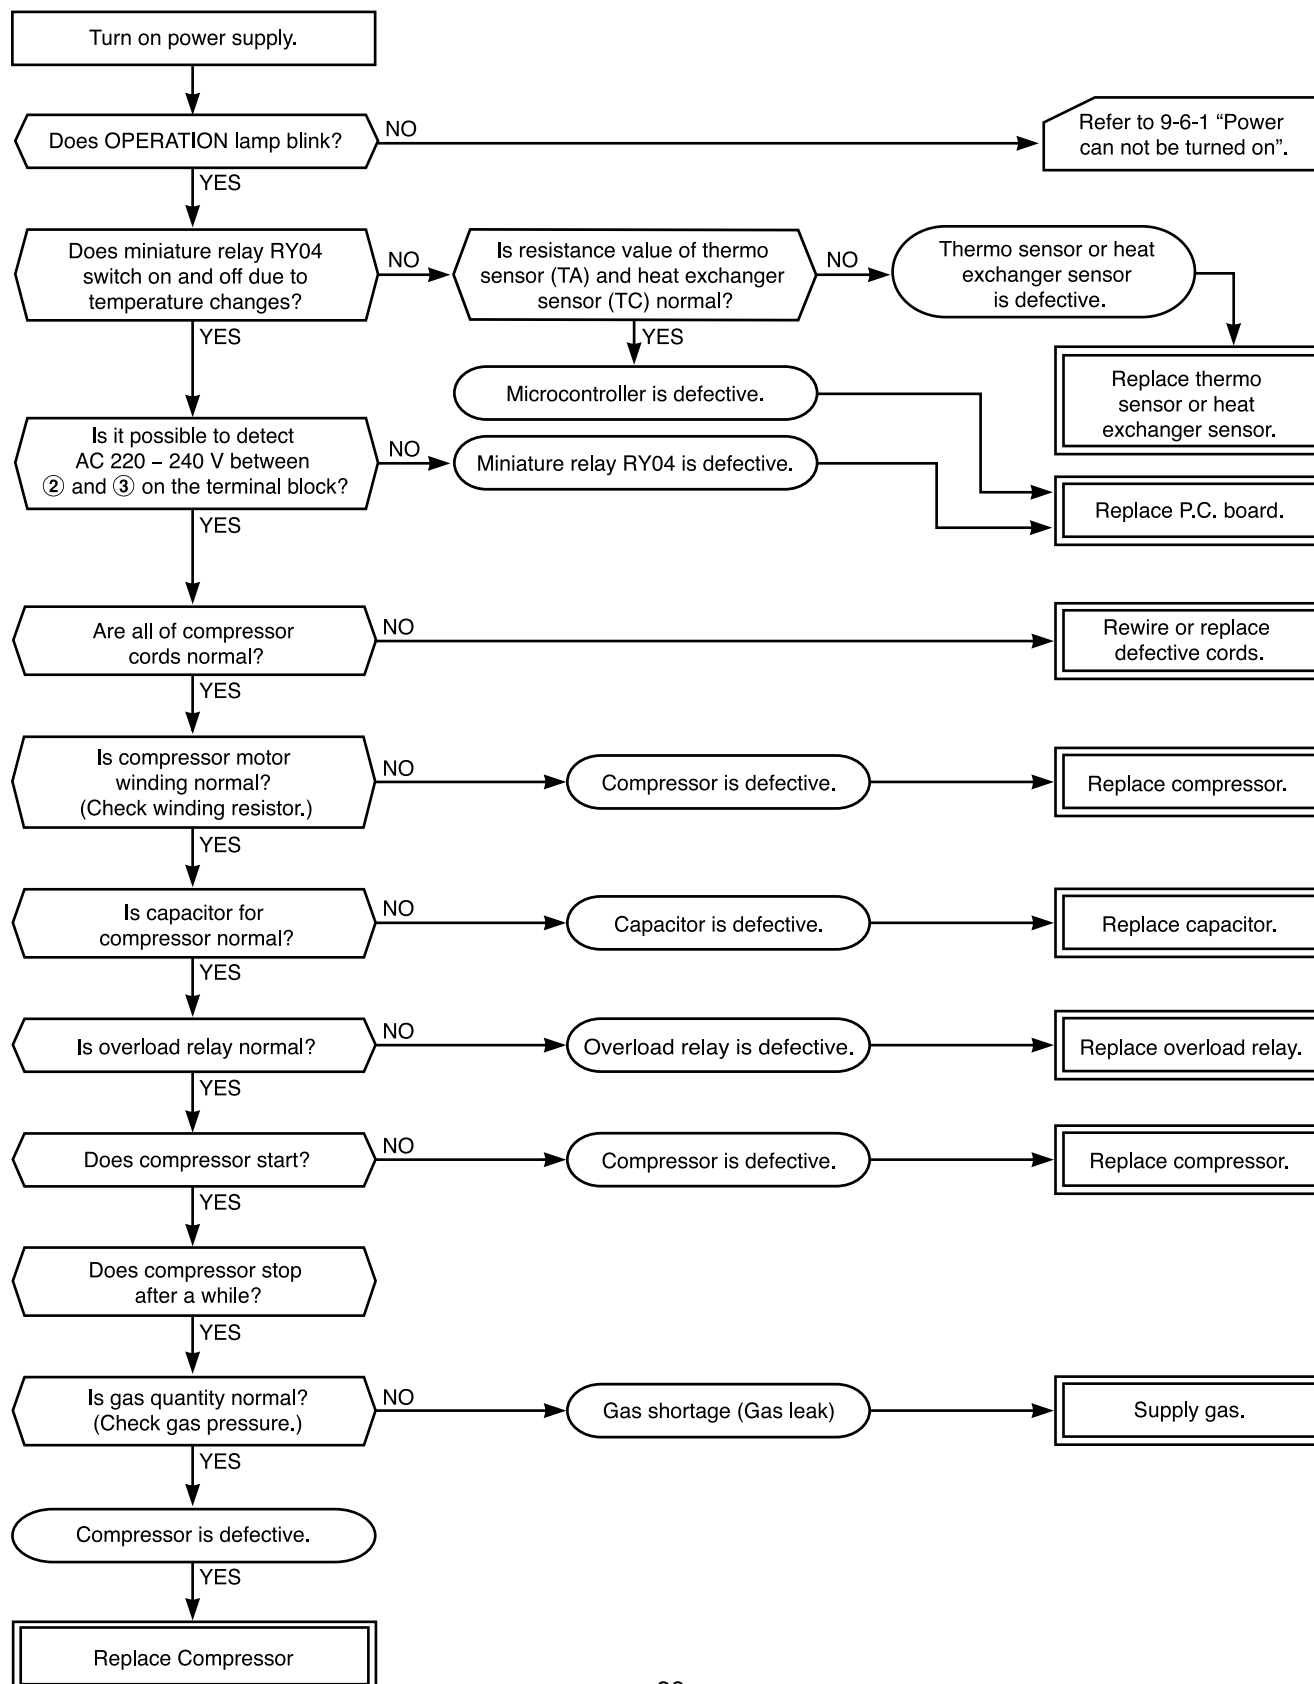 Turn on power supply.
Does OPERATION lamp blink?
NO
Refer to 9-6-1 “Power
can not be turned on”.
YES
Does miniature relay RY04
switch on and off due to
temperature changes?
NO
Is resistance value of thermo
sensor (TA) and heat exchanger
sensor (TC) normal?
NO
Thermo sensor or heat
exchanger sensor
is defective.
YES
YES
Microcontroller is defective.
Replace thermo
sensor or heat
exchanger sensor.
Is it possible to detect
AC 220 – 240 V between
② and ③ on the terminal block?
NO
Miniature relay RY04 is defective.
Replace P.C. board.
YES
Are all of compressor
cords normal?
NO
Rewire or replace
defective cords.
YES
Is compressor motor
winding normal?
(Check winding resistor.)
NO
Compressor is defective.
Replace compressor.
YES
Is capacitor for
compressor normal?
NO
Capacitor is defective.
Replace capacitor.
YES
Is overload relay normal?
NO
Overload relay is defective.
Replace overload relay.
YES
Does compressor start?
NO
Compressor is defective.
Replace compressor.
YES
Does compressor stop
after a while?
YES
Is gas quantity normal?
(Check gas pressure.)
NO
Gas shortage (Gas leak)
Supply gas.
YES
Compressor is defective.
YES
Replace Compressor